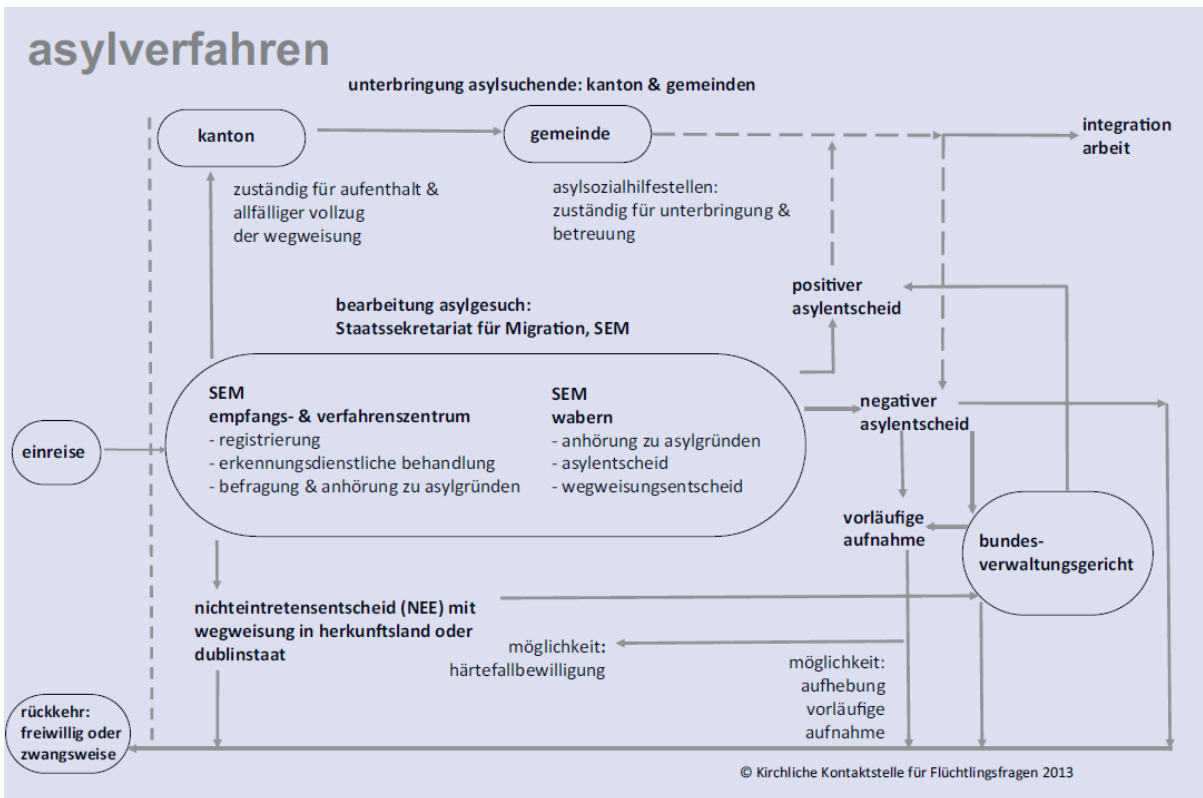 asylverfahren
unterbringung asylsuchende: kanton & gemeinden
kanton
gemeinde
integration
arbeit
zuständig für aufenthalt &
allfälliger vollzug
der wegweisung
asylsozialhilfestellen:
zuständig für unterbringung &
betreuung
positiver
asylentscheid
bearbeitung asylgesuch:
Staatssekretariat für Migration, SEM
SEM
empfangs- & verfahrenszentrum
- registrierung
- erkennungsdienstliche behandlung
- befragung & anhörung zu asylgründen
SEM
wabern
- anhörung zu asylgründen
- asylentscheid
- wegweisungsentscheid
negativer
asylentscheid
einreise
vorläufige
aufnahme
bundes-
verwaltungsgericht
nichteintretensentscheid (NEE) mit
wegweisung in herkunftsland oder
dublinstaat
möglichkeit:
härtefallbewilligung
möglichkeit:
aufhebung
vorläufige
aufnahme
rückkehr:
freiwillig oder
zwangsweise
© Kirchliche Kontaktstelle für Flüchtlingsfragen 2013